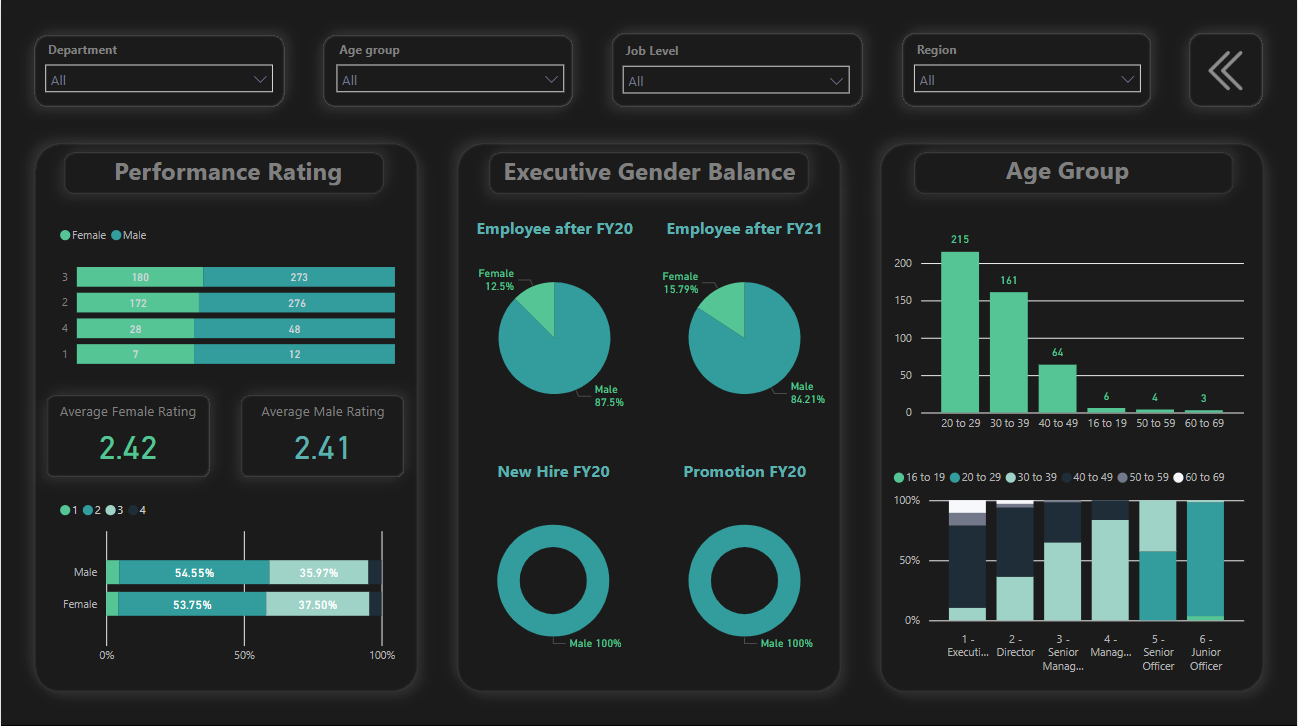 Department
All
Age group
All
Job Level
All
Region
All
Performance Rating
Female Male
3 180 273
2 172 276
4 28 48
1 7 12
Average Female Rating
2.42
Average Male Rating
2.41
1 2 3 4
Male 54.55% 35.97%
Female 53.75% 37.50%
0% 50% 100%
Executive Gender Balance
Employee after FY20
Female
12.5%
Male
87.5%
Employee after FY21
Female
15.79%
Male
84.21%
New Hire FY20
Male 100%
Promotion FY20
Male 100%
Age Group
215
161
64
6
4
3
200
150
100
50
0
20 to 29 30 to 39 40 to 49 16 to 19 50 to 59 60 to 69
16 to 19 20 to 29 30 to 39 40 to 49 50 to 59 60 to 69
100%
50%
0%
1 -
Executi...
2 -
Director
3 -
Senior
Manag...
4 -
Manag...
5 -
Senior
Officer
6 -
Junior
Officer